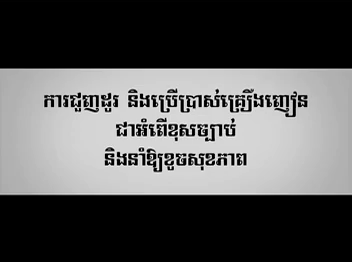 ការជួញដូរ និងប្រើប្រាស់គ្រឿងញៀន
ជាអំពើខុសច្បាប់
និងនាំឱ្យខូចសុខភាព